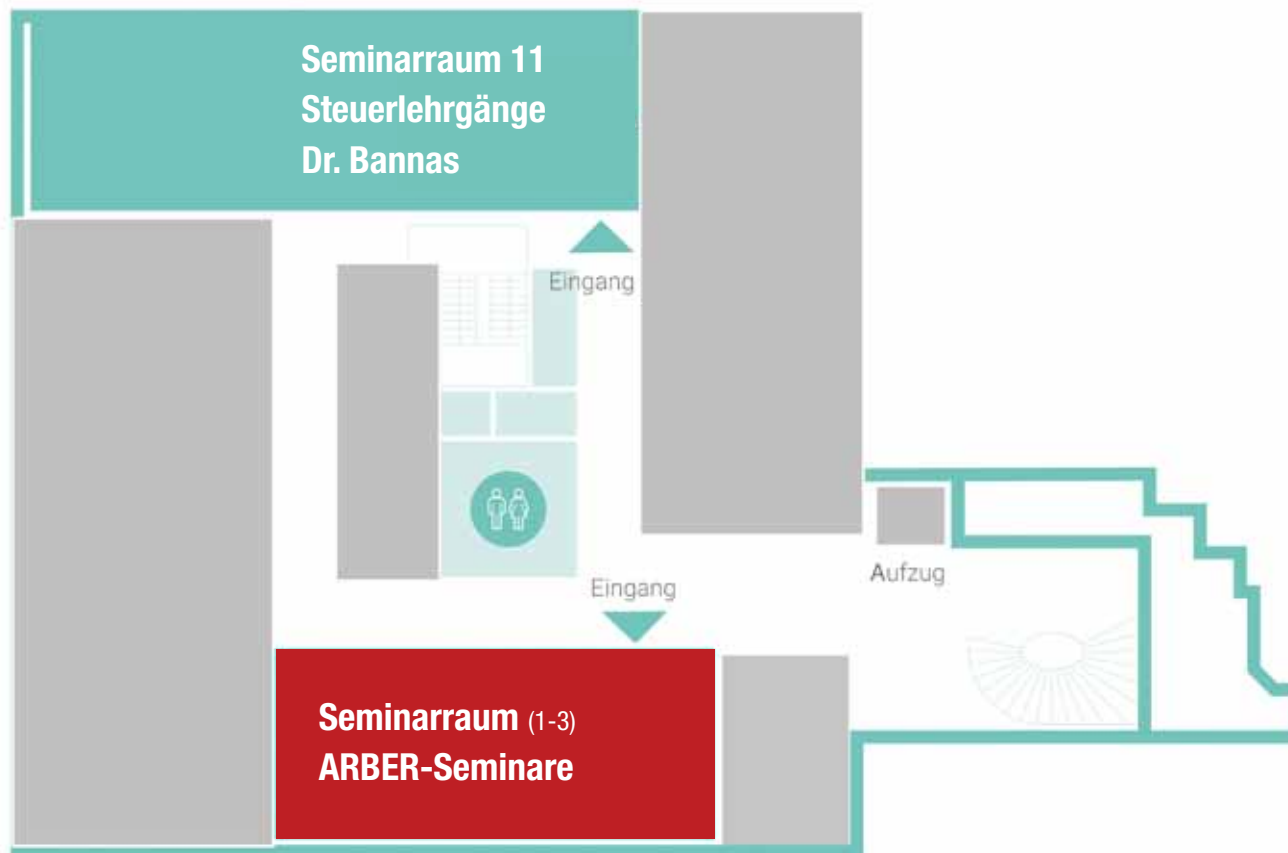 Seminarraum 11
Steuerlehrgänge
Dr. Bannas
Eingang
Eingang
Aufzug
Seminarraum (1-3)
ARBER-Seminare